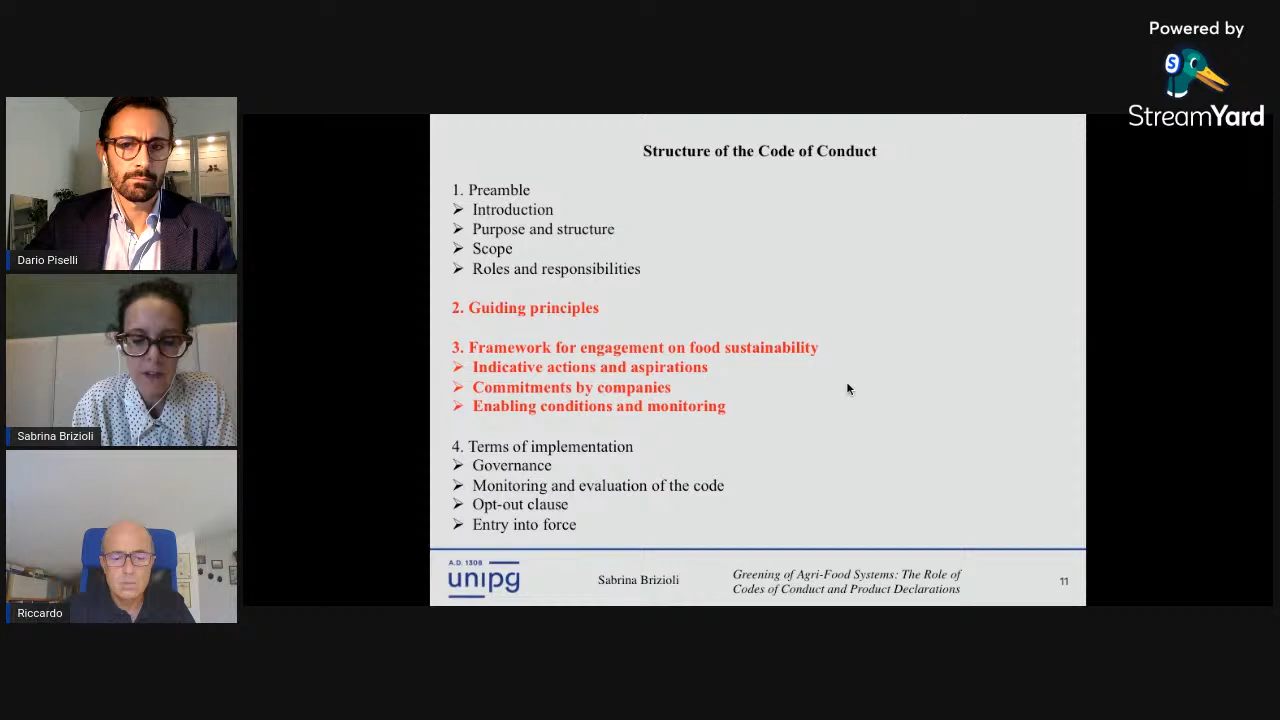 Powered by
S
StreamYard
Dario Piselli
Sabrina Brizioli
Riccardo
Structure of the Code of Conduct
1. Preamble
➢ Introduction
➢ Purpose and structure
➢ Scope
➢ Roles and responsibilities
2. Guiding principles
3. Framework for engagement on food sustainability
➢ Indicative actions and aspirations
➢ Commitments by companies
➢ Enabling conditions and monitoring
4. Terms of implementation
➢ Governance
➢ Monitoring and evaluation of the code
➢ Opt-out clause
➢ Entry into force
A.D. 1308
unipg
Sabrina Brizioli
Greening of Agri-Food Systems: The Role of
Codes of Conduct and Product Declarations
11